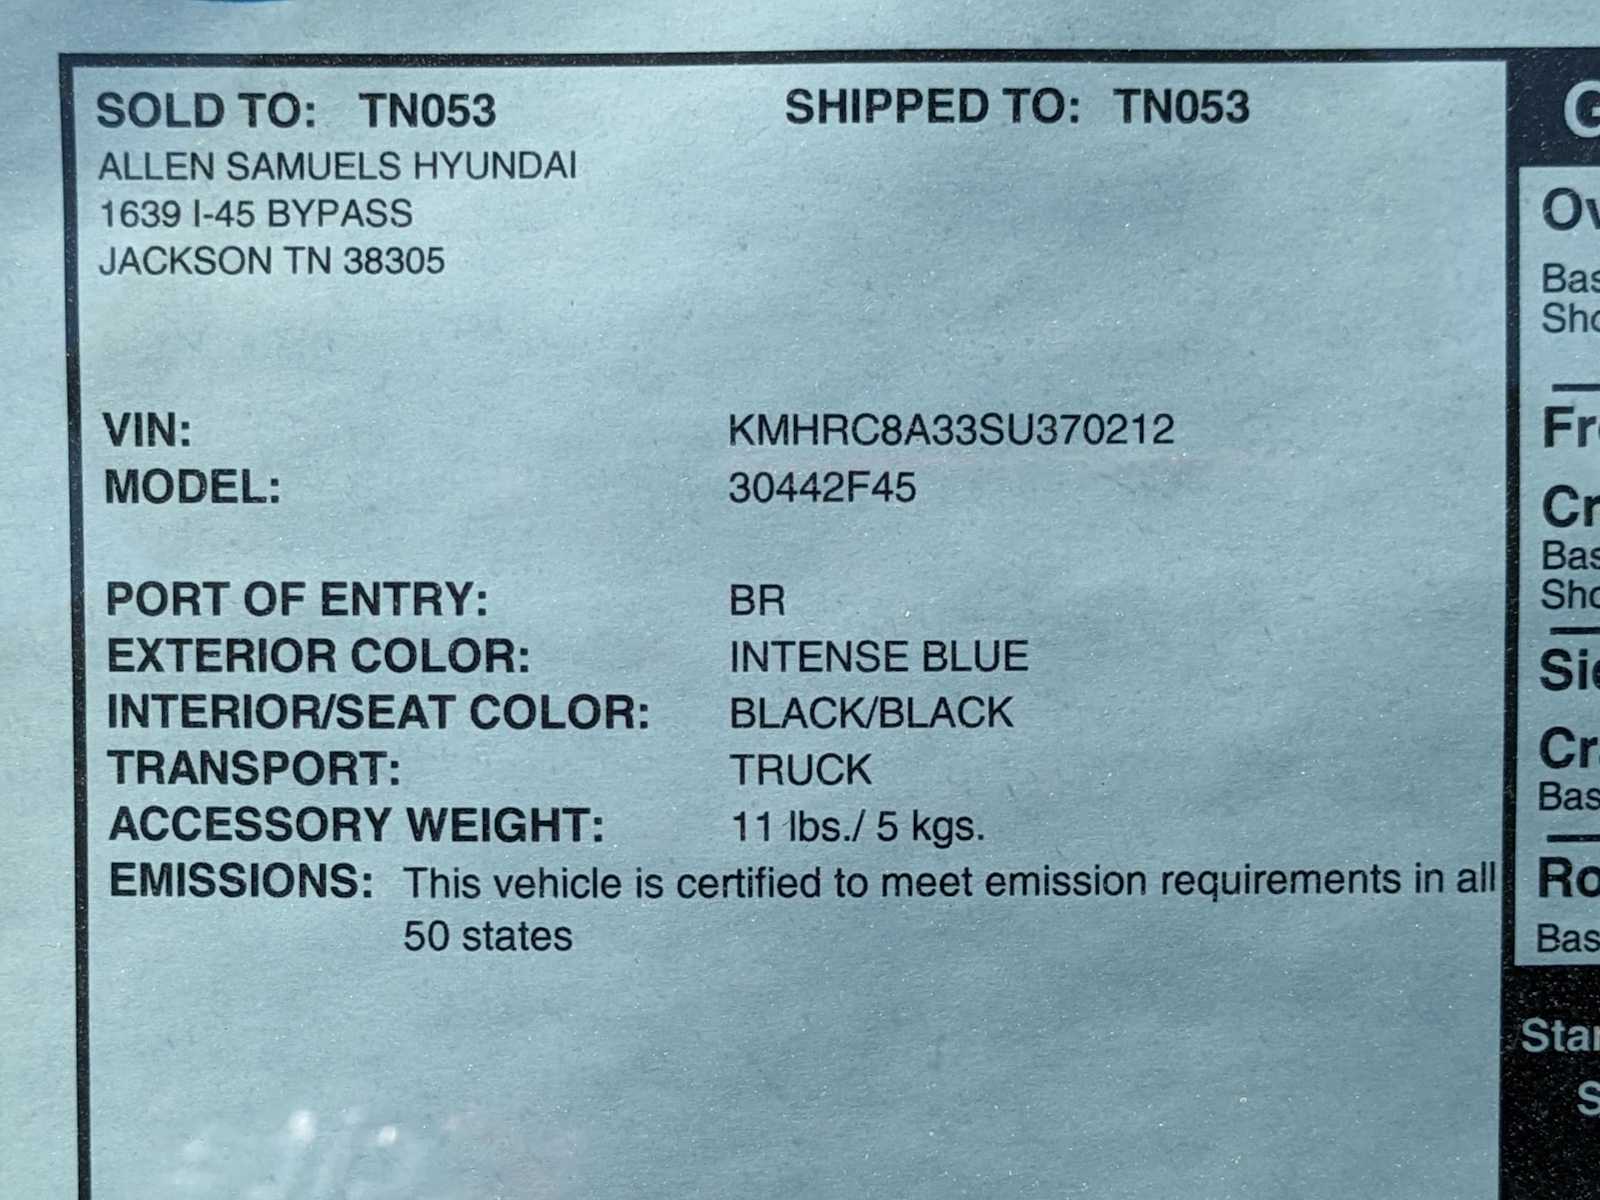 SOLD TO: TN053 SHIPPED TO: TN053
ALLEN SAMUELS HYUNDAI
1639 I-45 BYPASS
JACKSON TN 38305
VIN: KMHRC8A33SU370212
MODEL: 30442F45
PORT OF ENTRY: BR
EXTERIOR COLOR: INTENSE BLUE
INTERIOR/SEAT COLOR: BLACK/BLACK
TRANSPORT: TRUCK
ACCESSORY WEIGHT: 11 lbs./ 5 kgs.
EMISSIONS: This vehicle is certified to meet emission requirements in all
50 states